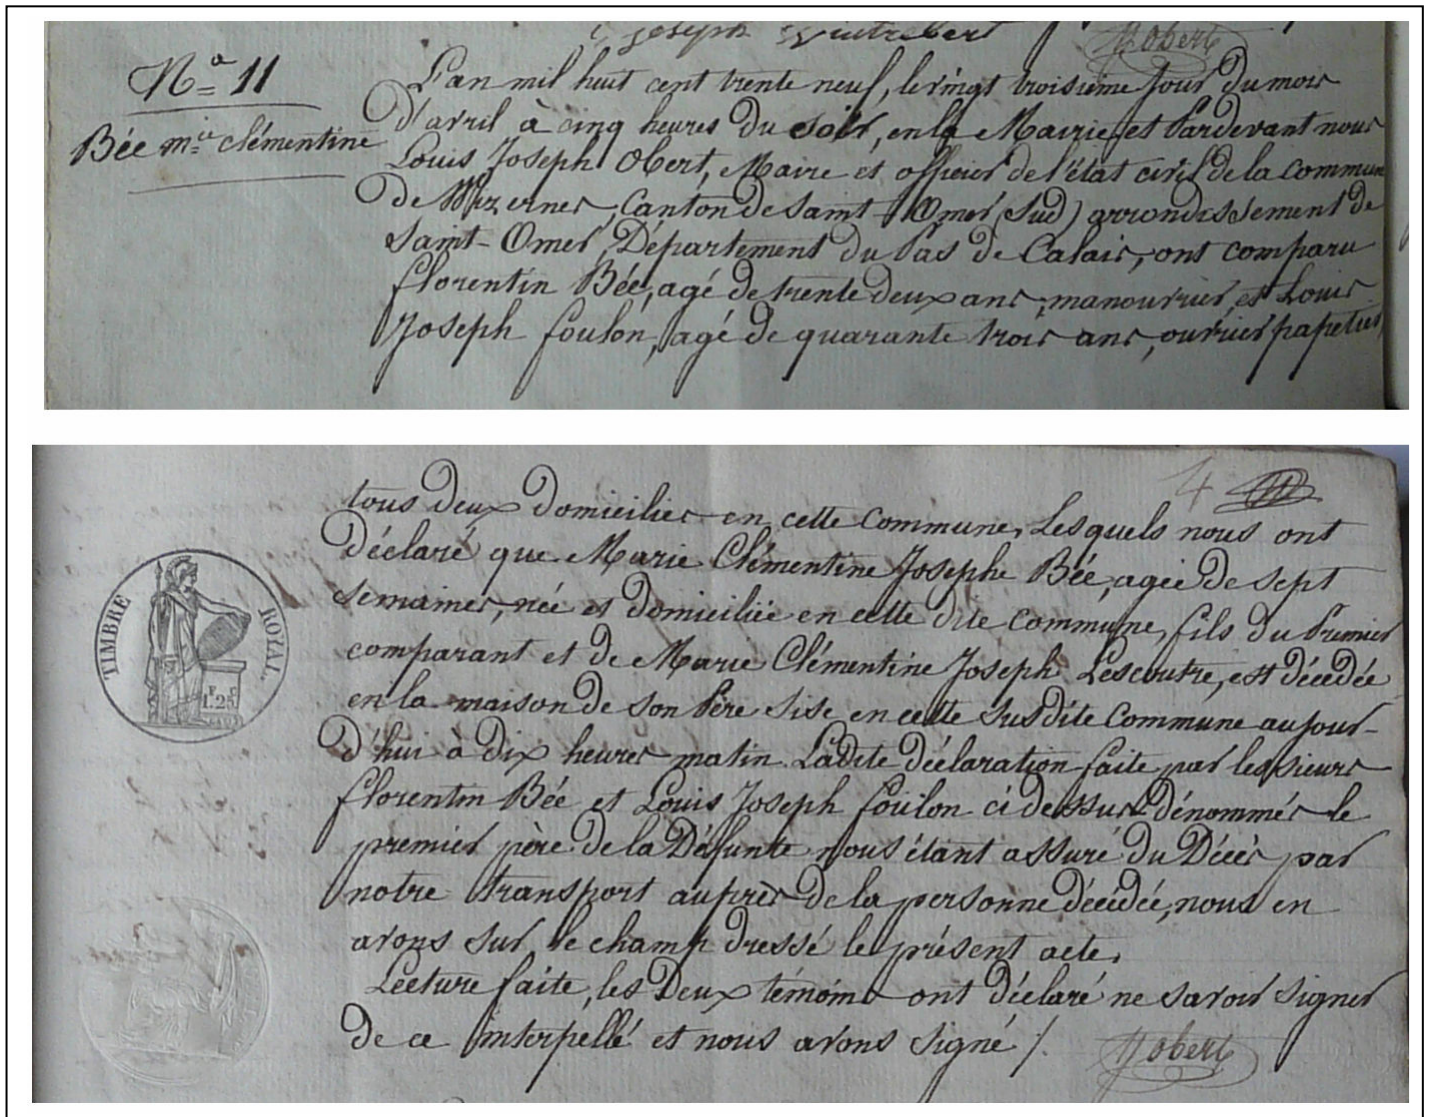 Joseph Wintrebert
Jobert
N° 11
Bée m.ie clémentine
L'an mil huit cent trente neuf, le vingt troisième jour du mois
d'avril à cinq heures du soir, en la Mairie et Pardevant nous
Louis Joseph Obert, Maire et officier de l'état civil de la commune
de Wizernes, Canton de Saint-Omer (Sud) arrondissement de
Saint-Omer, Département du Pas de Calais, ont comparu
florentin Bée, agé de trente deux ans, manouvrier, et Louis
Joseph foulon, agé de quarante trois ans, ouvrier papetier,
4
tous deux domiciliés en cette commune, Lesquels nous ont
déclaré que Marie Clémentine Josephe Bée, agée de sept
semaines, née et domiciliée en cette dite commune, fils du Premier
comparant et de Marie Clémentine Joseph Lescoutre, est décédée
en la maison de son Père sise en cette susdite commune aujour-
d'hui à dix heures matin. Ladite déclaration faite par les sieurs
florentin Bée et Louis Joseph foulon ci dessus dénommés le
premier père de la Défunte nous étant assuré du Décès par
notre transport auprès de la personne décédée, nous en
avons sur le champ dressé le présent acte.
Lecture faite, les Deux témoins ont déclaré ne savoir signer
de ce interpellé et nous avons signé /.
Jobert
TIMBRE ROYAL
1.25